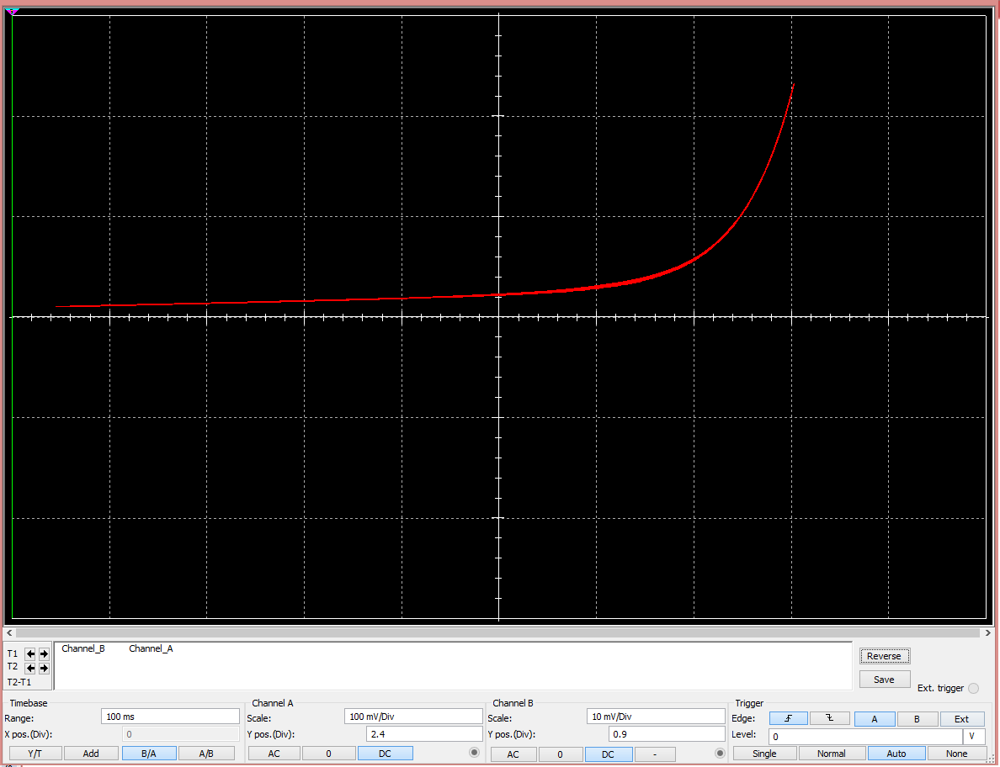 T1
T2
T2-T1
Channel_B Channel_A
Reverse
Save
Ext. trigger
Timebase
Range: 100 ms
X pos.(Div): 0
Y/T Add B/A A/B
Channel A
Scale: 100 mV/Div
Y pos.(Div): 2.4
AC 0 DC
Channel B
Scale: 10 mV/Div
Y pos.(Div): 0.9
AC 0 DC -
Trigger
Edge: A B Ext
Level: 0 V
Single Normal Auto None